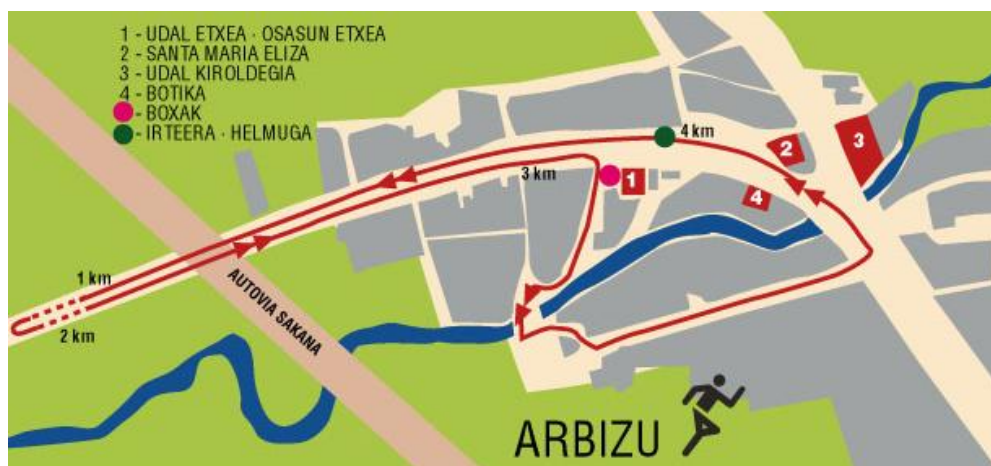 1 - UDAL ETXEA · OSASUN ETXEA
2 - SANTA MARIA ELIZA
3 - UDAL KIROLDEGIA
4 - BOTIKA
- BOXAK
- IRTEERA · HELMUGA
4 km
2
3
3 km
1
4
1 km
2 km
AUTOVIA SAKANA
ARBIZU